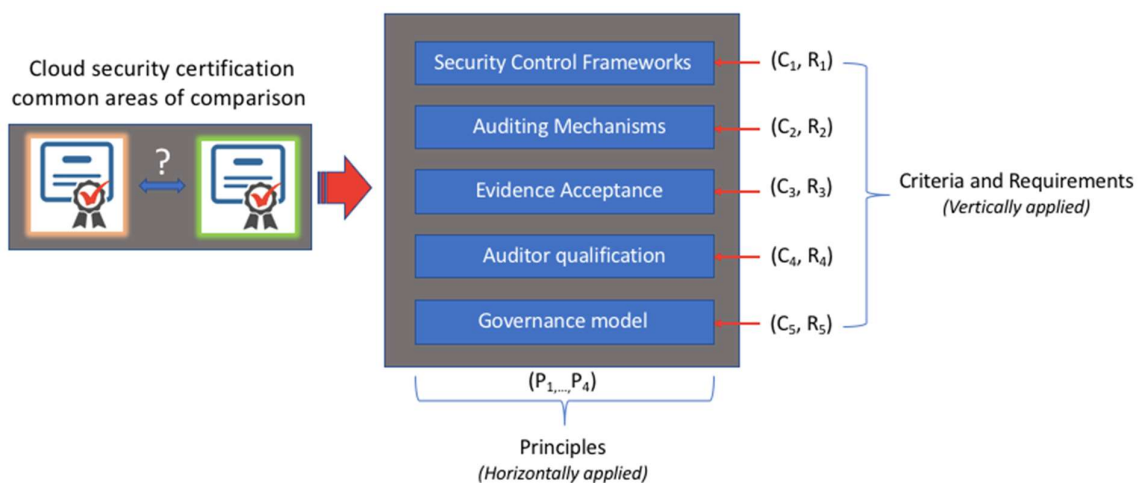 Cloud security certification
common areas of comparison
?
Security Control Frameworks
Auditing Mechanisms
Evidence Acceptance
Auditor qualification
Governance model
(C₁, R₁)
(C₂, R₂)
(C₃, R₃)
(C₄, R₄)
(C₅, R₅)
Criteria and Requirements
(Vertically applied)
(P₁,...,P₄)
Principles
(Horizontally applied)